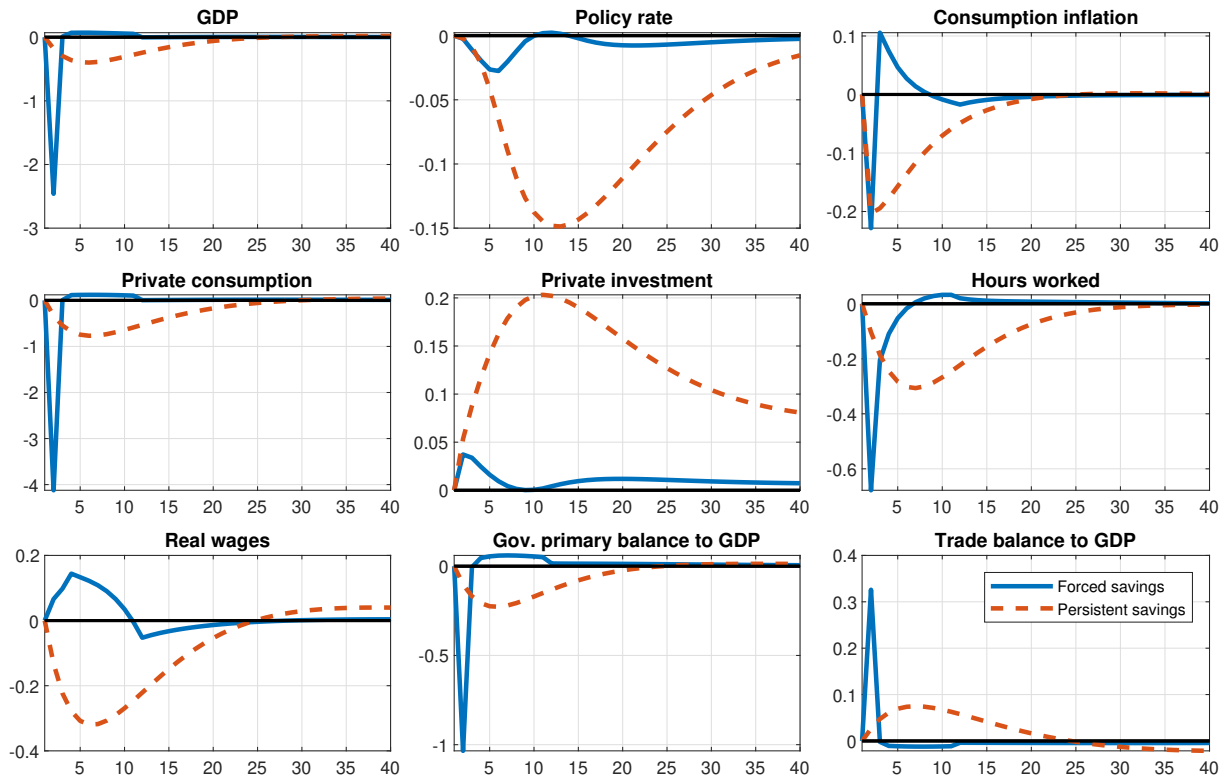 GDP
0
-1
-2
-3
5 10 15 20 25 30 35 40
Policy rate
0
-0.05
-0.1
-0.15
5 10 15 20 25 30 35 40
Consumption inflation
0.1
0
-0.1
-0.2
5 10 15 20 25 30 35 40
Private consumption
0
-1
-2
-3
-4
5 10 15 20 25 30 35 40
Private investment
0.2
0.15
0.1
0.05
0
5 10 15 20 25 30 35 40
Hours worked
0
-0.2
-0.4
-0.6
5 10 15 20 25 30 35 40
Real wages
0.2
0
-0.2
-0.4
5 10 15 20 25 30 35 40
Gov. primary balance to GDP
0
-0.5
-1
5 10 15 20 25 30 35 40
Trade balance to GDP
0.4
0.3
0.2
0.1
0
5 10 15 20 25 30 35 40
Forced savings
Persistent savings